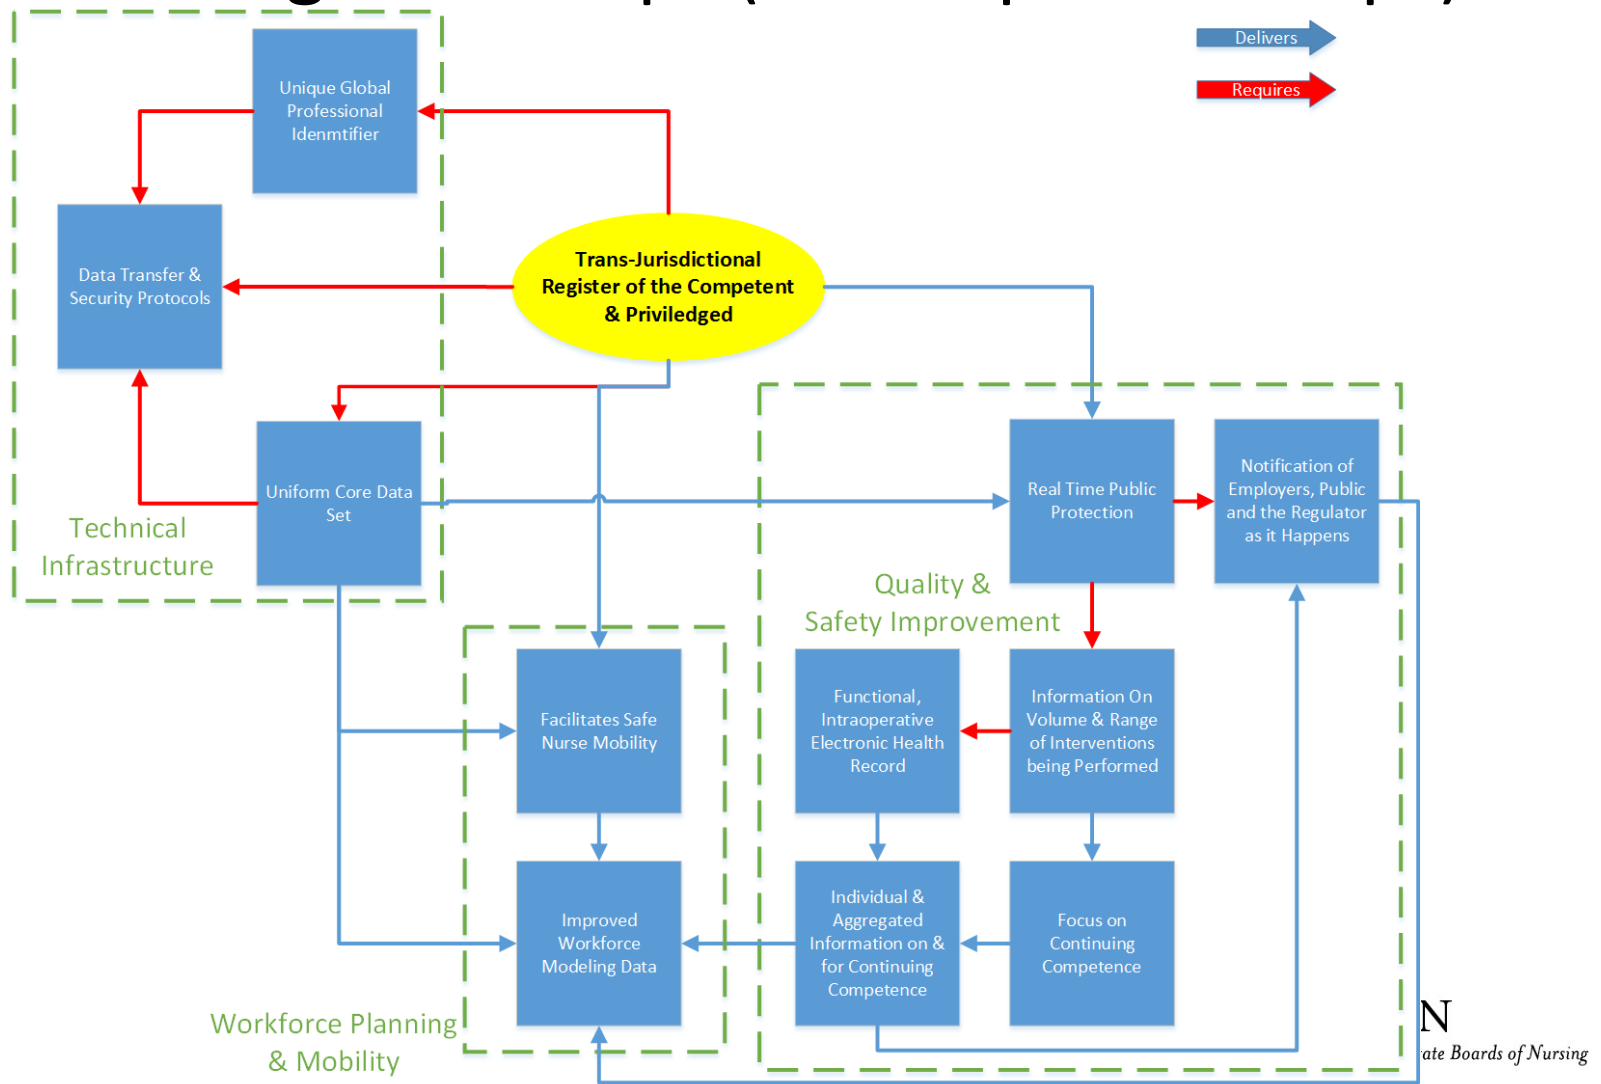 Delivers
Requires
Unique Global
Professional
Idenmtifier
Data Transfer &
Security Protocols
Trans-Jurisdictional
Register of the Competent
& Priviledged
Uniform Core Data
Set
Technical
Infrastructure
Real Time Public
Protection
Notification of
Employers, Public
and the Regulator
as it Happens
Quality &
Safety Improvement
Facilitates Safe
Nurse Mobility
Functional,
Intraoperative
Electronic Health
Record
Information On
Volume & Range
of Interventions
being Performed
Improved
Workforce
Modeling Data
Individual &
Aggregated
Information on &
for Continuing
Competence
Focus on
Continuing
Competence
Workforce Planning
& Mobility
N
Boards of Nursing